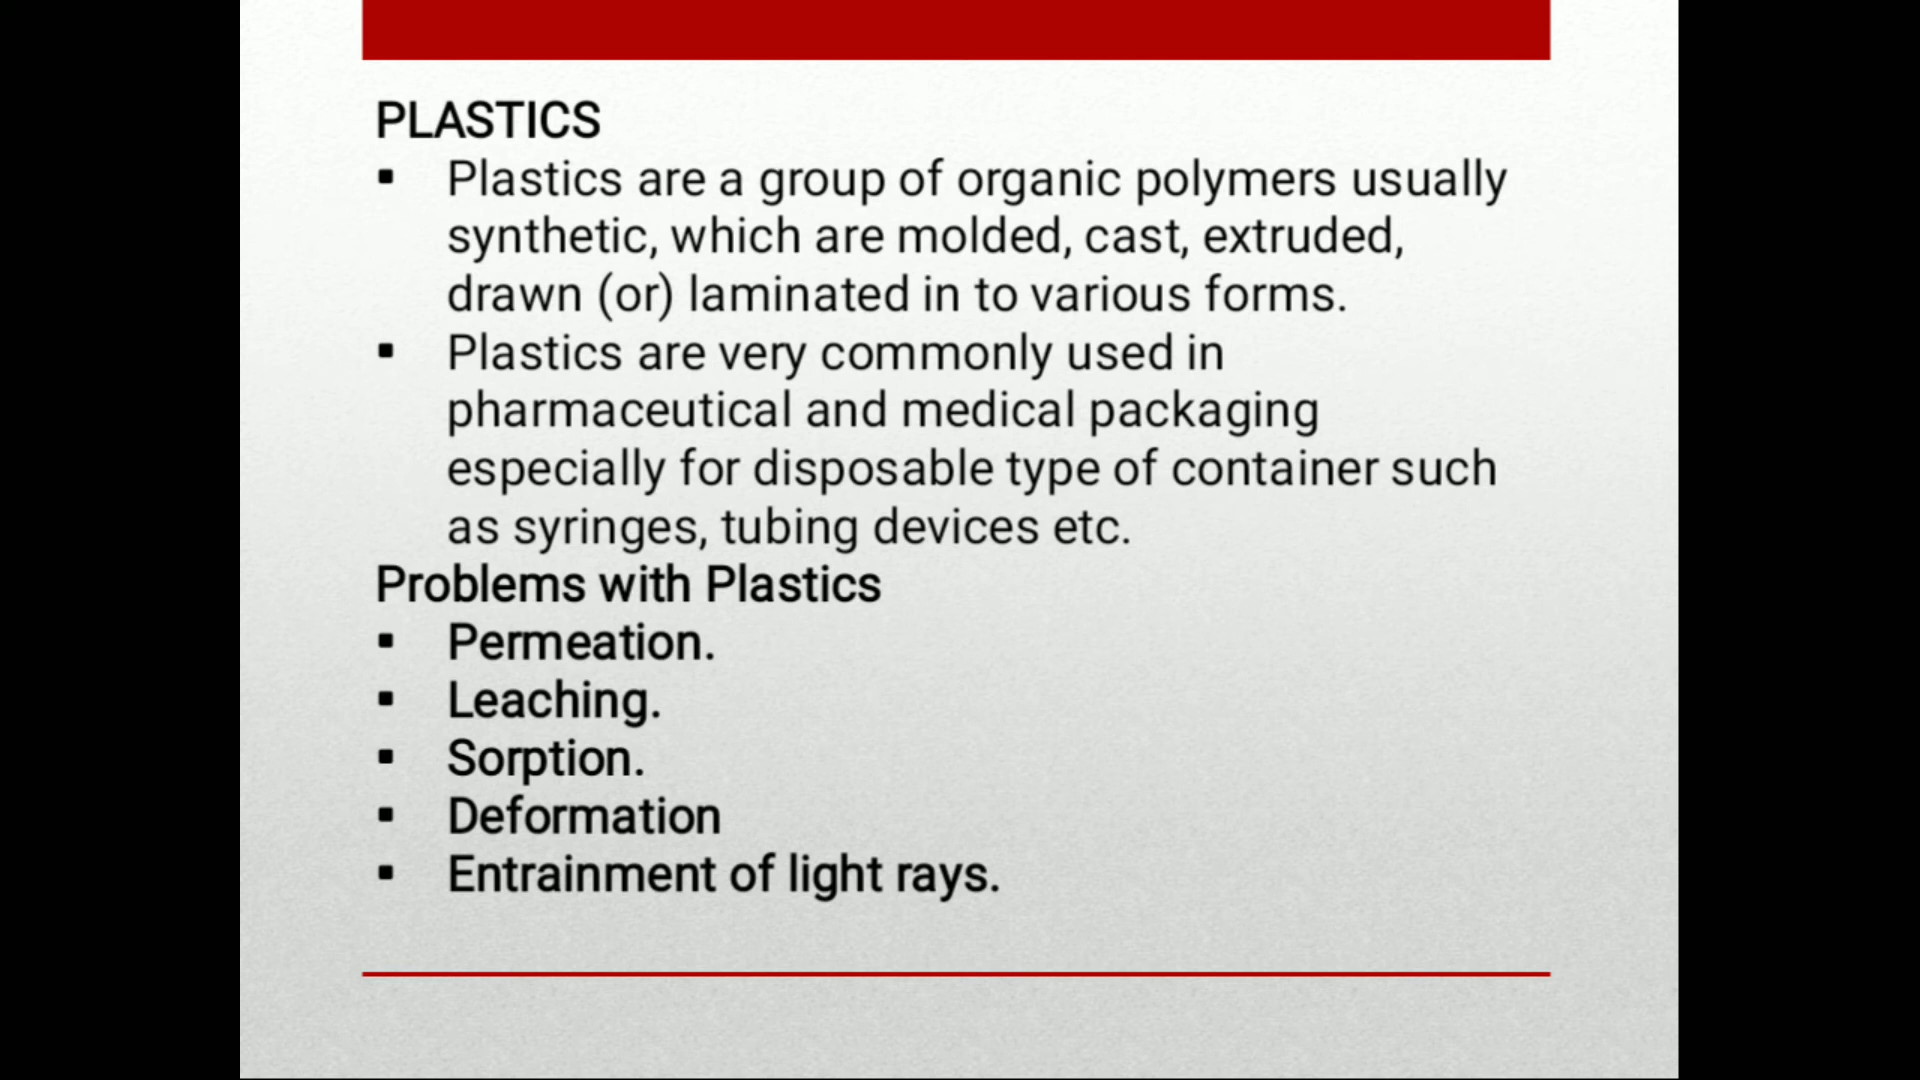 PLASTICS
▪ Plastics are a group of organic polymers usually
synthetic, which are molded, cast, extruded,
drawn (or) laminated in to various forms.
▪ Plastics are very commonly used in
pharmaceutical and medical packaging
especially for disposable type of container such
as syringes, tubing devices etc.
Problems with Plastics
▪ Permeation.
▪ Leaching.
▪ Sorption.
▪ Deformation
▪ Entrainment of light rays.